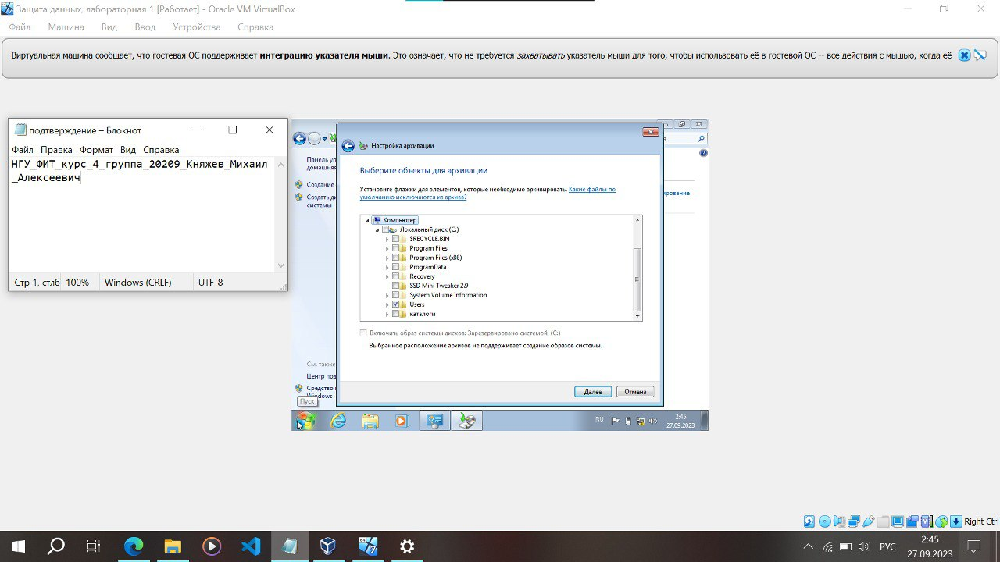 Защита данных, лабораторная 1 [Работает] - Oracle VM VirtualBox
Файл Машина Вид Ввод Устройства Справка
Виртуальная машина сообщает, что гостевая ОС поддерживает интеграцию указателя мыши. Это означает, что не требуется захватывать указатель мыши для того, чтобы использовать её в гостевой ОС -- все действия с мышью, когда её
подтверждение – Блокнот
Файл Правка Формат Вид Справка
НГУ_ФИТ_курс_4_группа_20209_Княжев_Михаил
_Алексеевич
Стр 1, стлб 100% Windows (CRLF) UTF-8
Панель уп
домашняя
Создание
Создать ди
системы
См. также
Центр под
Средство
Windows
Пуск
ирование
Настройка архивации
Выберите объекты для архивации
Установите флажки для элементов, которые необходимо архивировать. Какие файлы по
умолчанию исключаются из архива?
Компьютер
Локальный диск (C:)
$RECYCLE.BIN
Program Files
Program Files (x86)
ProgramData
Recovery
SSD Mini Tweaker 2.9
System Volume Information
Users
каталоги
Включить образ системы дисков: Зарезервировано системой, (C:)
Выбранное расположение архивов не поддерживает создание образов системы.
Далее Отмена
RU
2:45
27.09.2023
Right Ctrl
64
РУС
2:45
27.09.2023